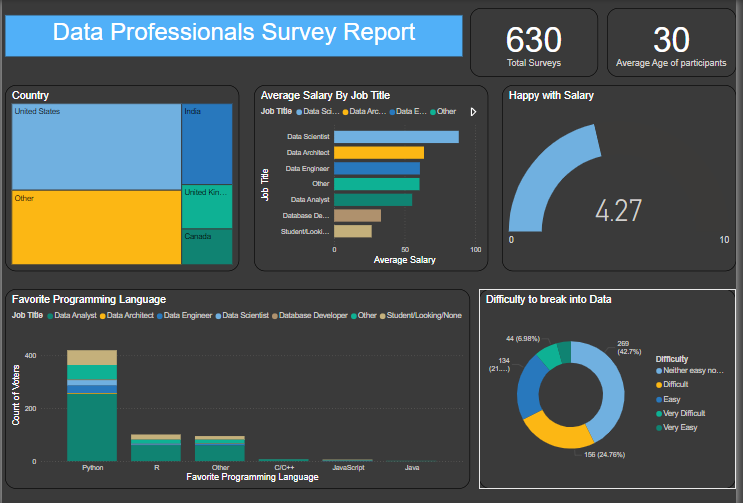 Data Professionals Survey Report
630
Total Surveys
30
Average Age of participants
Country
United States
India
Other
United Kin...
Canada
Average Salary By Job Title
Job Title Data Sci... Data Arc... Data E... Other
Data Scientist
Data Architect
Data Engineer
Other
Data Analyst
Database De...
Student/Looki...
Job Title
0 50 100
Average Salary
Happy with Salary
4.27
0 10
Favorite Programming Language
Job Title Data Analyst Data Architect Data Engineer Data Scientist Database Developer Other Student/Looking/None
400
200
0
Count of Voters
Python R Other C/C++ JavaScript Java
Favorite Programming Language
Difficulty to break into Data
44 (6.98%)
269
(42.7%)
134
(21....)
156 (24.76%)
Difficulty
Neither easy no...
Difficult
Easy
Very Difficult
Very Easy